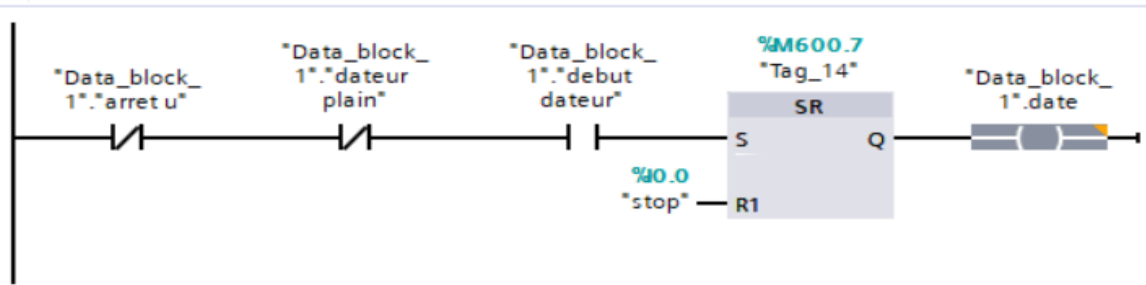 "Data_block_
1"."arret u"
"Data_block_
1"."dateur
plain"
"Data_block_
1"."debut
dateur"
%M600.7
"Tag_14"
SR
S
Q
"Data_block_
1".date
%I0.0
"stop"
R1